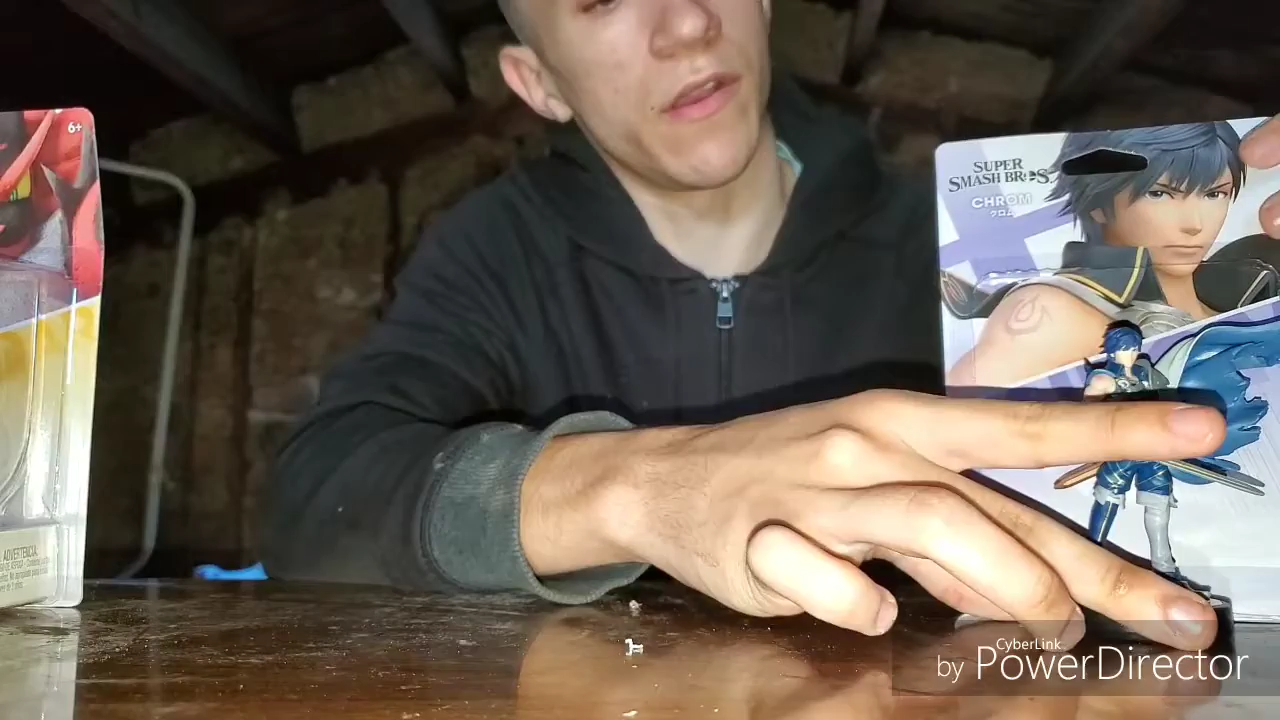 6+
SUPER
SMASH BROS.
CHROM
クロム
ADVERTENCIA:
CyberLink
by PowerDirector